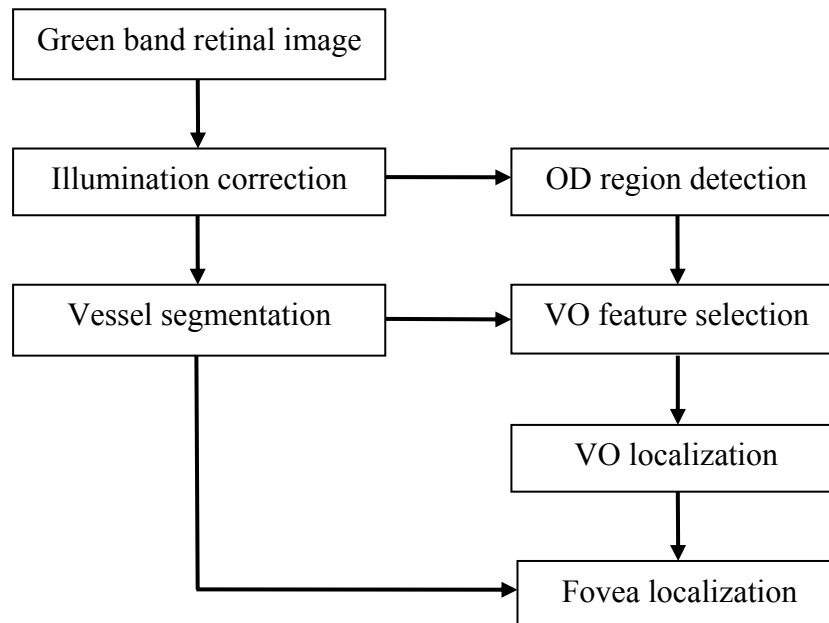 Green band retinal image
Illumination correction
OD region detection
Vessel segmentation
VO feature selection
VO localization
Fovea localization